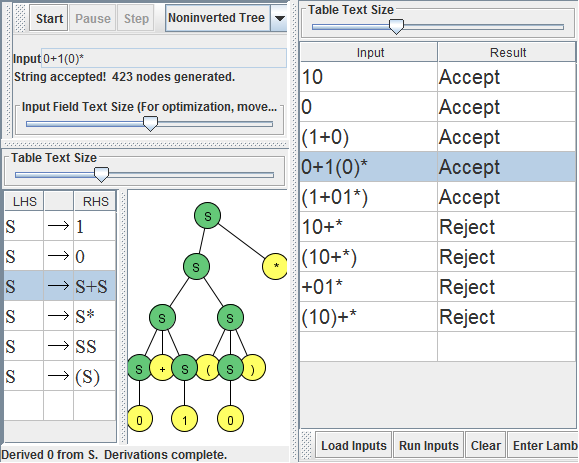 Start Pause Step Noninverted Tree
Input 0+1(0)*
String accepted! 423 nodes generated.
Input Field Text Size (For optimization, move...
Table Text Size
LHS RHS
S → 1
S → 0
S → S+S
S → S*
S → SS
S → (S)
S
S *
S S
S + S ( S )
0 1 0
Derived 0 from S. Derivations complete.
Table Text Size
Input Result
10 Accept
0 Accept
(1+0) Accept
0+1(0)* Accept
(1+01*) Accept
10+* Reject
(10+*) Reject
+01* Reject
(10)+* Reject
Load Inputs Run Inputs Clear Enter Lamb